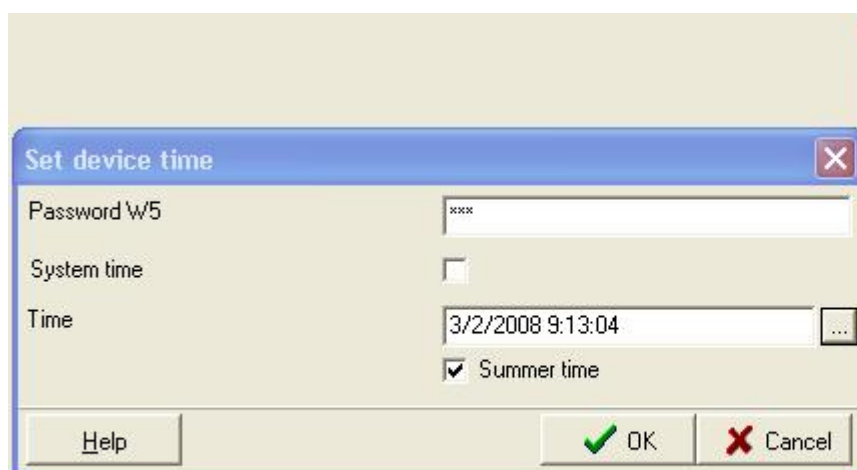 Set device time
Password W5
***
System time
Time
3/2/2008 9:13:04
...
Summer time
Help
OK
Cancel